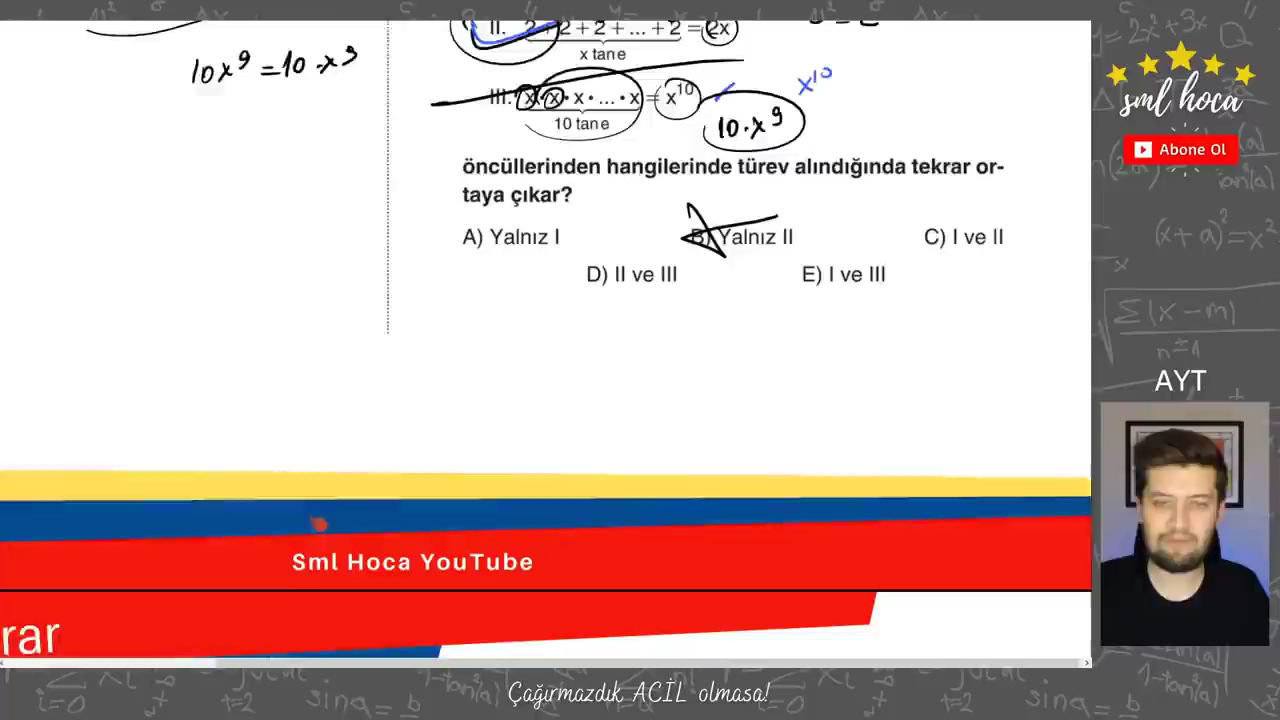 II. 2 + 2 + 2 + ... + 2 = 2x
x tane
10x⁹ = 10·x⁹
III. x·x·x·...·x = x¹⁰
10 tane
x¹⁰
10·x⁹
öncüllerinden hangilerinde türev alındığında tekrar or-
taya çıkar?
A) Yalnız I
B) Yalnız II
C) I ve II
D) II ve III
E) I ve III
sml hoca
Abone Ol
AYT
Sml Hoca YouTube
rar
Çağırmazdık ACİL olmasa!
(x+a)²=x²
Σ(x-m)